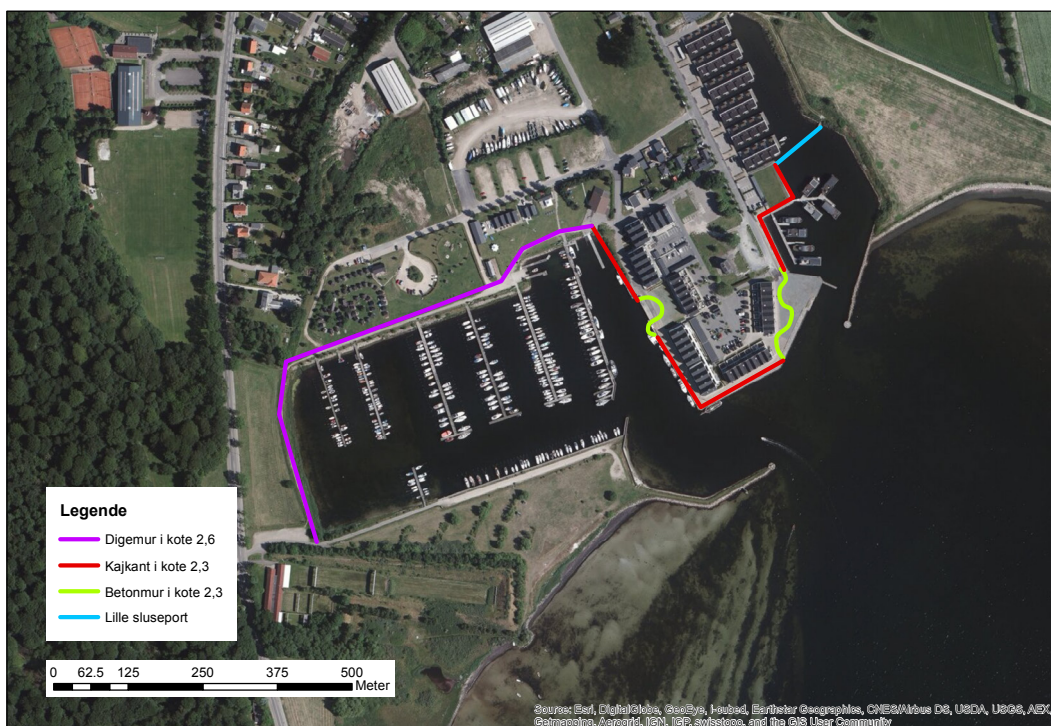 Legende
Digemur i kote 2,6
Kajkant i kote 2,3
Betonmur i kote 2,3
Lille sluseport
0 62.5 125 250 375 500
Meter
Source: Esri, DigitalGlobe, GeoEye, i-cubed, Earthstar Geographics, CNES/Airbus DS, USDA, USGS, AEX,
Getmapping, Aerogrid, IGN, IGP, swisstopo, and the GIS User Community